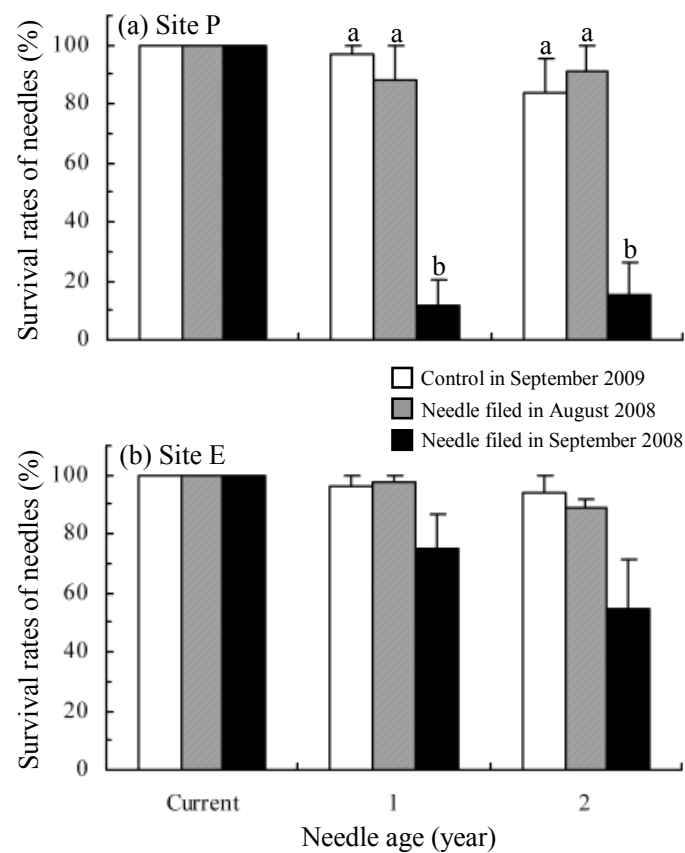 (a) Site P
Survival rates of needles (%)
100
80
60
40
20
0
a a
b
a a
b
Control in September 2009
Needle filed in August 2008
Needle filed in September 2008
(b) Site E
Survival rates of needles (%)
100
80
60
40
20
0
Current 1 2
Needle age (year)